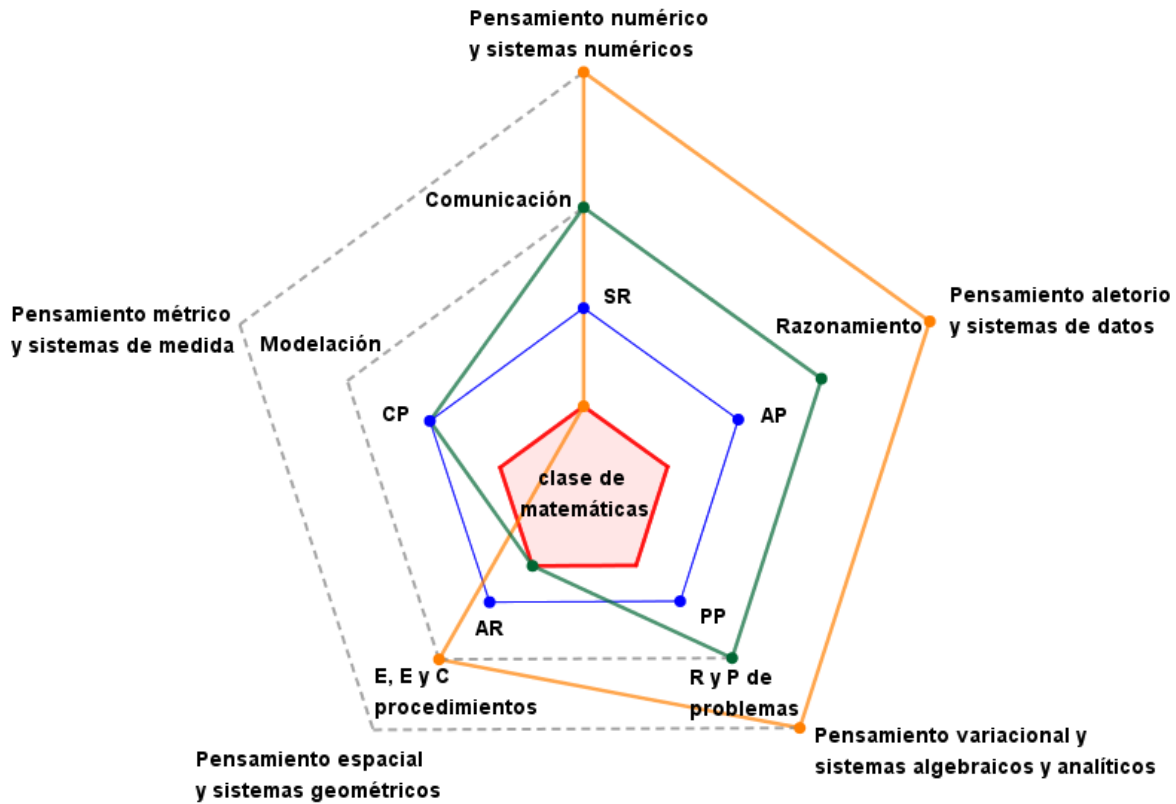 Pensamiento numérico
y sistemas numéricos
Comunicación
SR
Pensamiento aletorio
y sistemas de datos
Razonamiento
Pensamiento métrico
y sistemas de medida
Modelación
CP
AP
clase de
matemáticas
AR
PP
E, E y C
procedimientos
R y P de
problemas
Pensamiento variacional y
sistemas algebraicos y analíticos
Pensamiento espacial
y sistemas geométricos